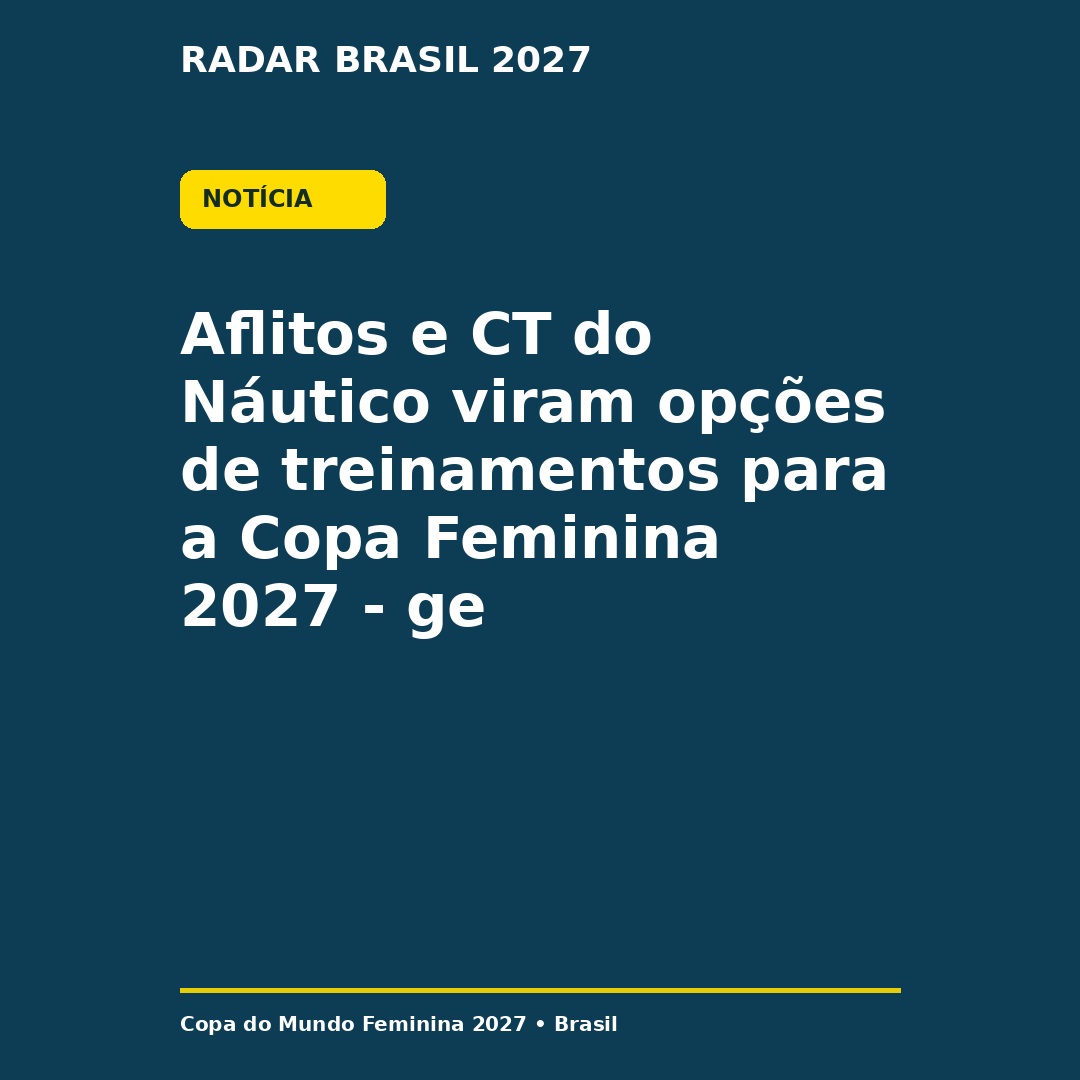 RADAR BRASIL 2027
NOTÍCIA
Aflitos e CT do
Náutico viram opções
de treinamentos para
a Copa Feminina
2027 - ge
Copa do Mundo Feminina 2027 • Brasil